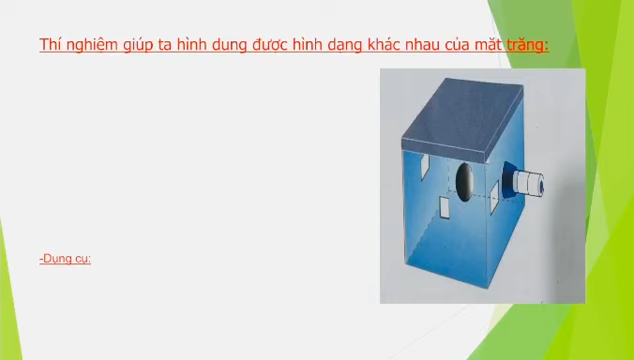 Thí nghiệm giúp ta hình dung được hình dạng khác nhau của mặt trăng:
-Dụng cụ: